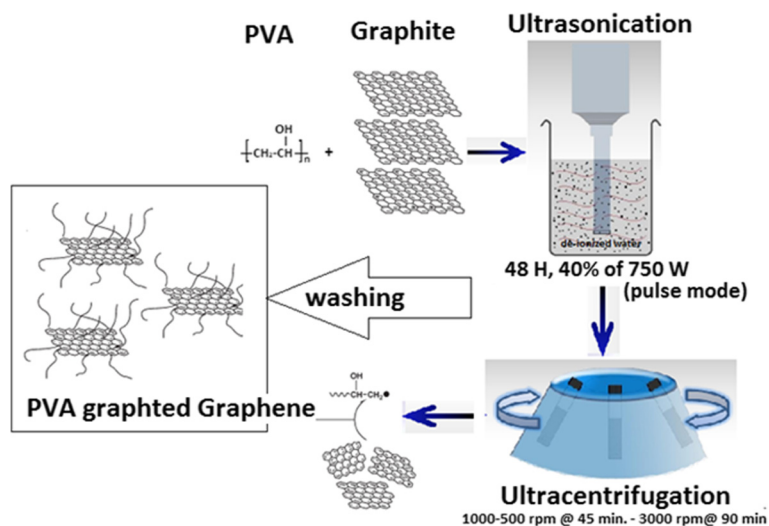 PVA
Graphite
Ultrasonication
OH
-[CH₂-CH]n
+
de-ionized water
48 H, 40% of 750 W
(pulse mode)
washing
OH
CH-CH₂•
PVA graphted Graphene
Ultracentrifugation
1000-500 rpm @ 45 min. - 3000 rpm@ 90 min